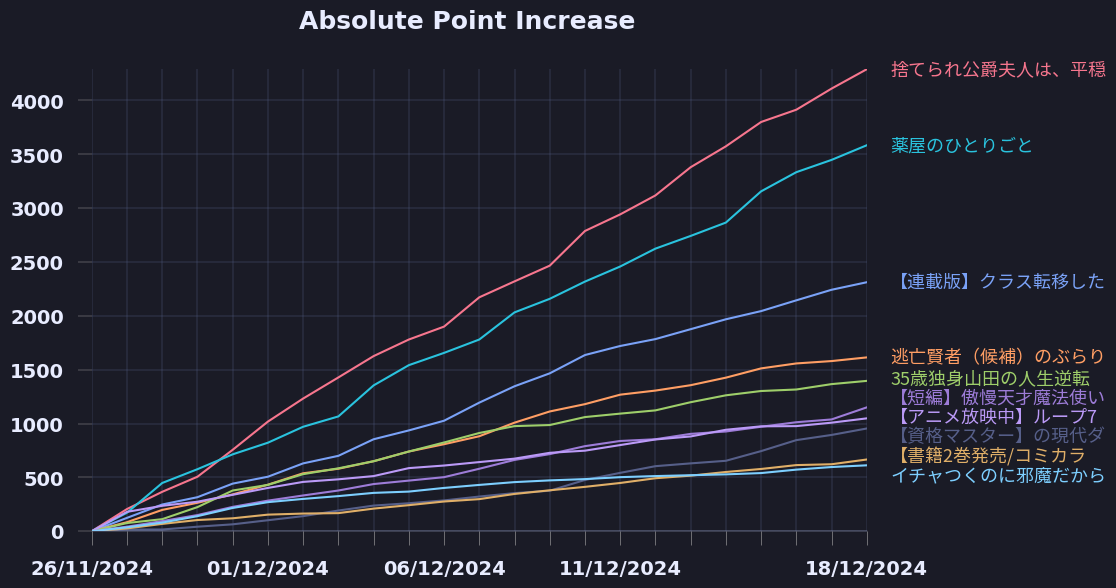 Absolute Point Increase
捨てられ公爵夫人は、平穏
4000
3500
薬屋のひとりごと
3000
2500
【連載版】クラス転移した
2000
逃亡賢者（候補）のぶらり
1500
35歳独身山田の人生逆転
【短編】傲慢天才魔法使い
【アニメ放映中】ループ7
1000
【資格マスター】の現代ダ
【書籍2巻発売/コミカラ
500
イチャつくのに邪魔だから
0
26/11/2024
01/12/2024
06/12/2024
11/12/2024
18/12/2024